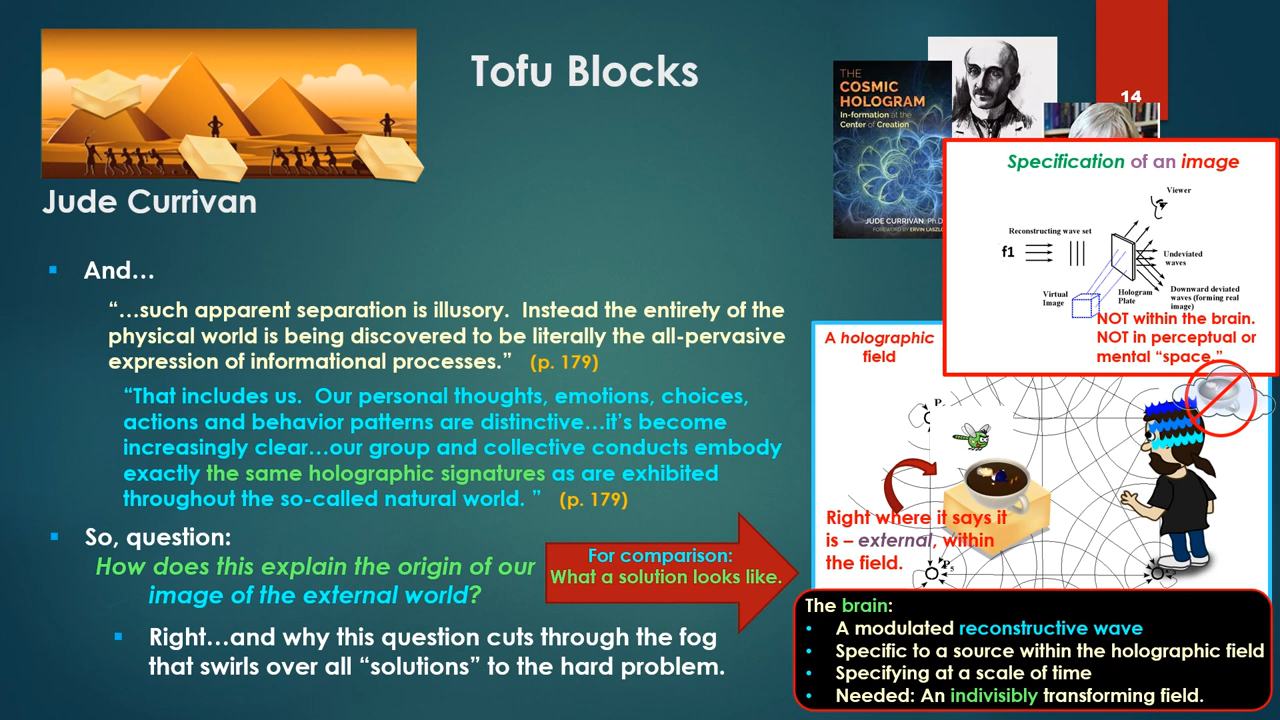 Tofu Blocks
14
THE
COSMIC
HOLOGRAM
In-formation at the
Center of Creation
JUDE CURRIVAN, Ph.D
FOREWORD BY ERVIN LASZLO
Jude Currivan
And…
“…such apparent separation is illusory.  Instead the entirety of the
physical world is being discovered to be literally the all-pervasive
expression of informational processes.”   (p. 179)
“That includes us.  Our personal thoughts, emotions, choices,
actions and behavior patterns are distinctive…it’s become
increasingly clear…our group and collective conducts embody
exactly the same holographic signatures as are exhibited
throughout the so-called natural world. ”   (p. 179)
So, question:
How does this explain the origin of our
image of the external world?
Right…and why this question cuts through the fog
that swirls over all “solutions” to the hard problem.
For comparison:
What a solution looks like.
Specification of an image
Viewer
Reconstructing wave set
f1
Undeviated
waves
Virtual
Image
Hologram
Plate
Downward deviated
waves (forming real
image)
NOT within the brain.
NOT in perceptual or
mental “space.”
A holographic
field
P
Right where it says it
is – external, within
the field.
P5
The brain:
A modulated reconstructive wave
Specific to a source within the holographic field
Specifying at a scale of time
Needed: An indivisibly transforming field.